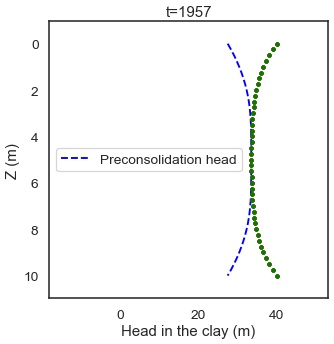 t=1957
0
2
4
6
8
10
Z (m)
Preconsolidation head
0
20
40
Head in the clay (m)